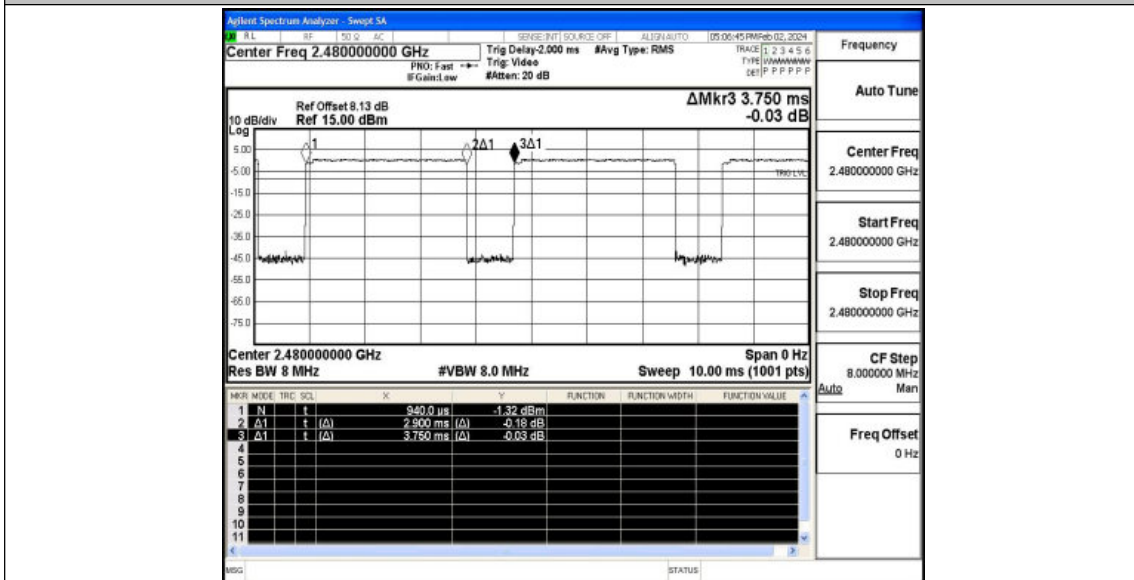 Agilent Spectrum Analyzer - Swept SA
RL RF 50 Ω AC SENSE:INT SOURCE OFF ALIGNAUTO 05:06:45 PMFeb 02, 2024
Center Freq 2.480000000 GHz
PNO: Fast
IFGain:Low
Trig Delay-2.000 ms
Trig: Video
#Atten: 20 dB
#Avg Type: RMS
TRACE 1 2 3 4 5 6
TYPE
DET P P P P P P
ΔMkr3 3.750 ms
-0.03 dB
Ref Offset 8.13 dB
10 dB/div Ref 15.00 dBm
Log
5.00
-5.00
-15.0
-25.0
-35.0
-45.0
-55.0
-65.0
-75.0
1
2Δ1
3Δ1
TRIG LVL
Center 2.480000000 GHz Span 0 Hz
Res BW 8 MHz #VBW 8.0 MHz Sweep 10.00 ms (1001 pts)
MKR MODE TRC SCL X Y FUNCTION FUNCTION WIDTH FUNCTION VALUE
1 N t 940.0 µs -1.32 dBm
2 Δ1 t (Δ) 2.900 ms (Δ) -0.18 dB
3 Δ1 t (Δ) 3.750 ms (Δ) -0.03 dB
4
5
6
7
8
9
10
11
MSG STATUS
Frequency
Auto Tune
Center Freq
2.480000000 GHz
Start Freq
2.480000000 GHz
Stop Freq
2.480000000 GHz
CF Step
8.000000 MHz
Auto Man
Freq Offset
0 Hz